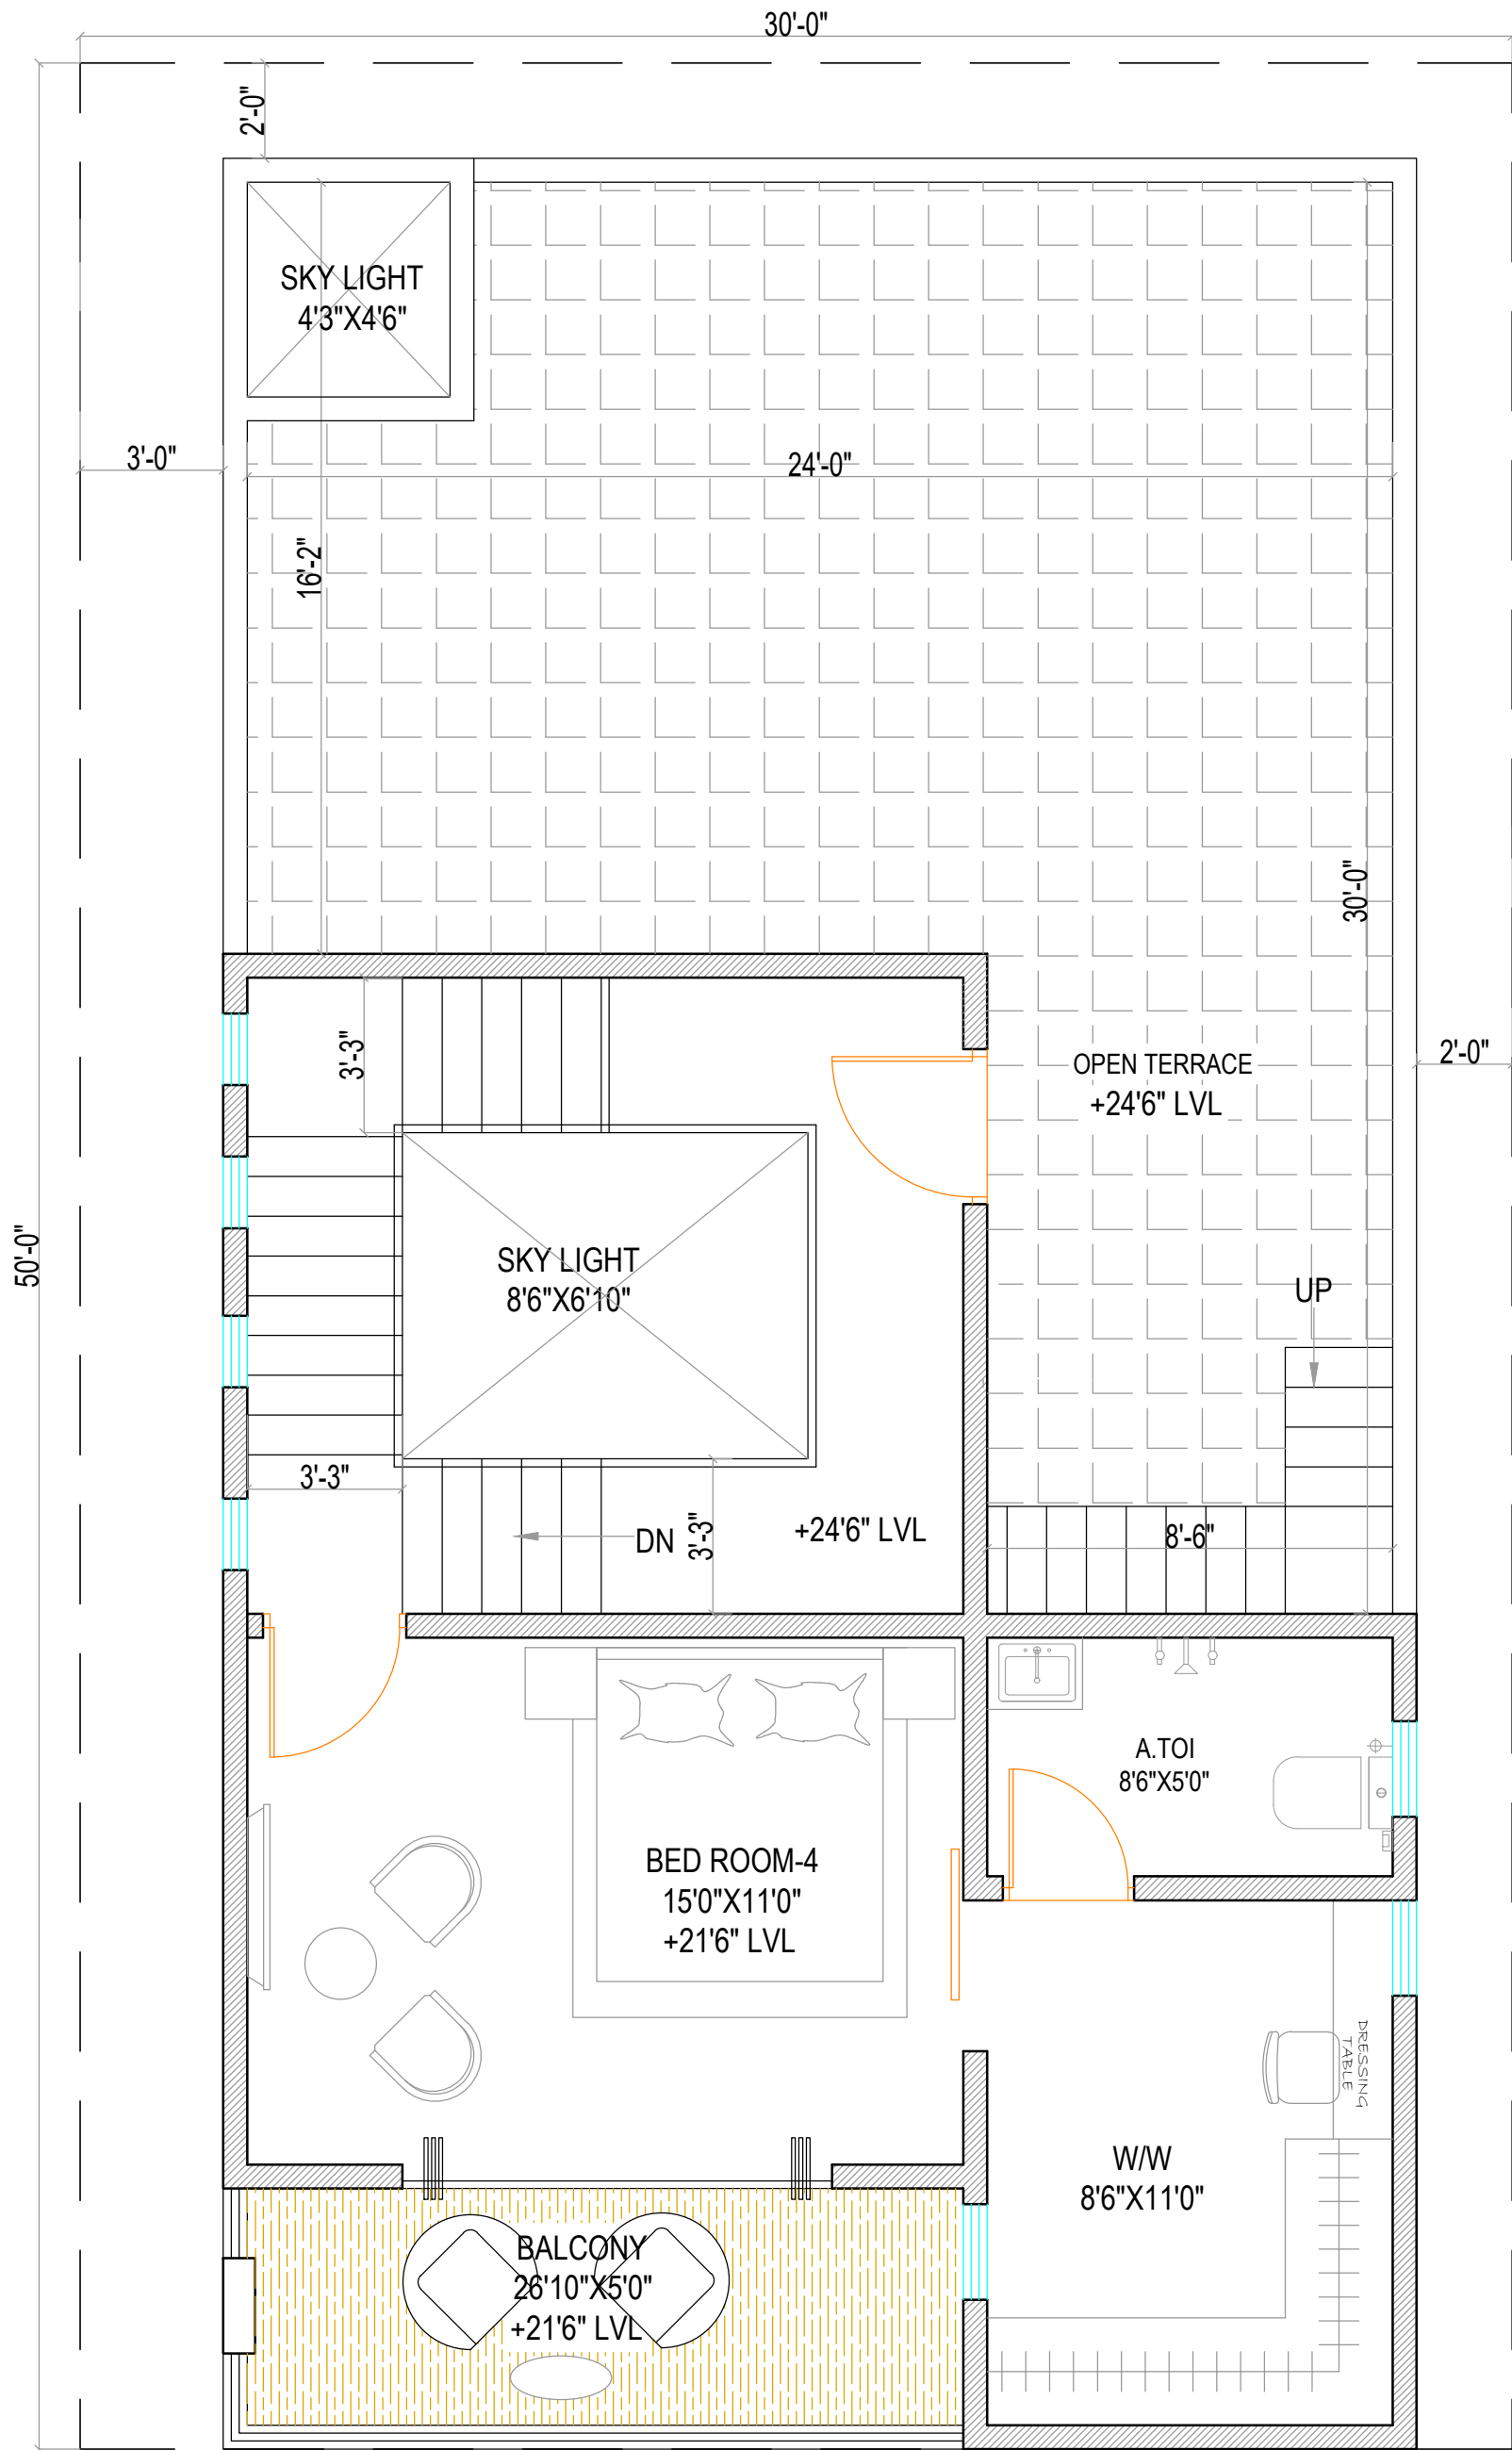 30'-0"
2'-0"
SKY LIGHT
4'3"X4'6"
3'-0"
24'-0"
16'-2"
30'-0"
3'-3"
OPEN TERRACE
+24'6" LVL
2'-0"
50'-0"
SKY LIGHT
8'6"X6'10"
UP
3'-3"
DN
3'-3"
+24'6" LVL
8'-6"
A.TOI
8'6"X5'0"
BED ROOM-4
15'0"X11'0"
+21'6" LVL
DRESSING
TABLE
W/W
8'6"X11'0"
BALCONY
26'10"X5'0"
+21'6" LVL